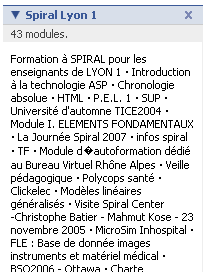 ▼ Spiral Lyon 1 x
43 modules.
Formation à SPIRAL pour les
enseignants de LYON 1 • Introduction
à la technologie ASP • Chronologie
absolue • HTML • P.E.L. 1 • SUP •
Université d'automne TICE2004 •
Module I. ELEMENTS FONDAMENTAUX
• La Journée Spiral 2007 • infos spiral
• TF • Module d�autoformation dédié
au Bureau Virtuel Rhône Alpes • Veille
pédagogique • Polycops santé •
Clickelec • Modèles linéaires
généralisés • Visite Spiral Center
-Christophe Batier - Mahmut Kose - 23
novembre 2005 • MicroSim Inhospital •
FLE : Base de donnée images
instruments et matériel médical •
BSQ2006 • Ottawa • Charte